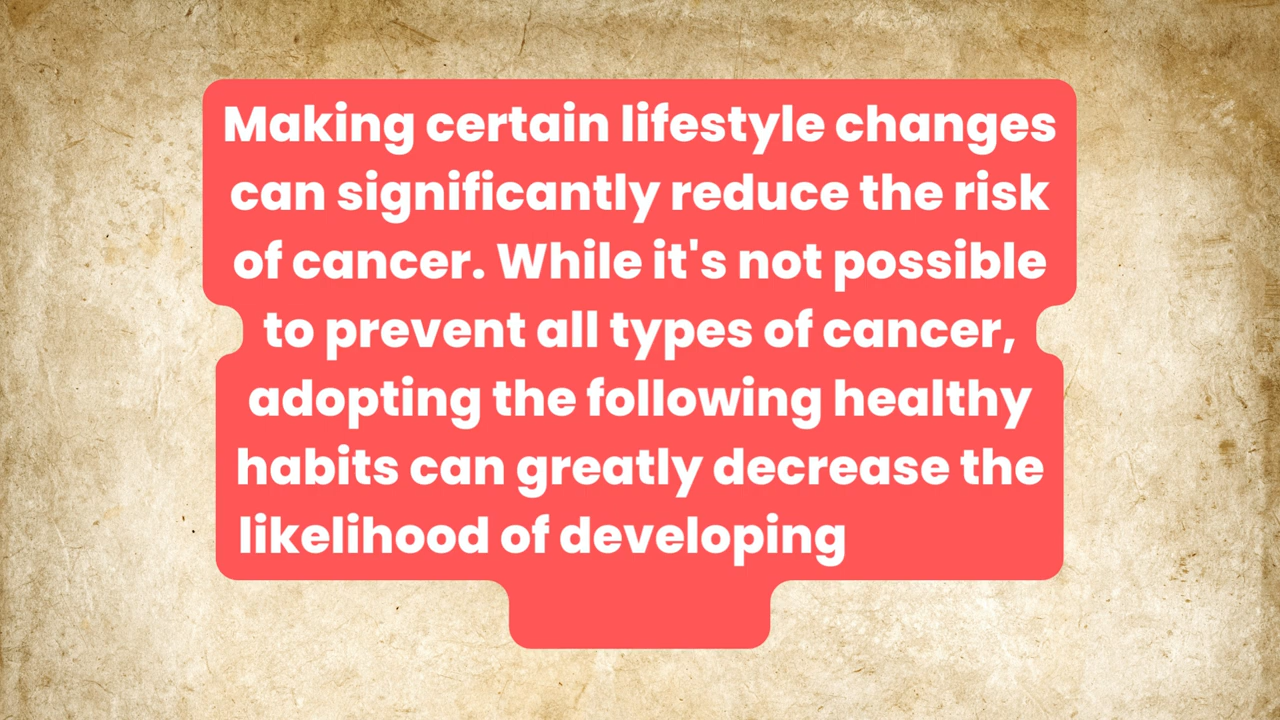 Making certain lifestyle changes
can significantly reduce the risk
of cancer. While it's not possible
to prevent all types of cancer,
adopting the following healthy
habits can greatly decrease the
likelihood of developing